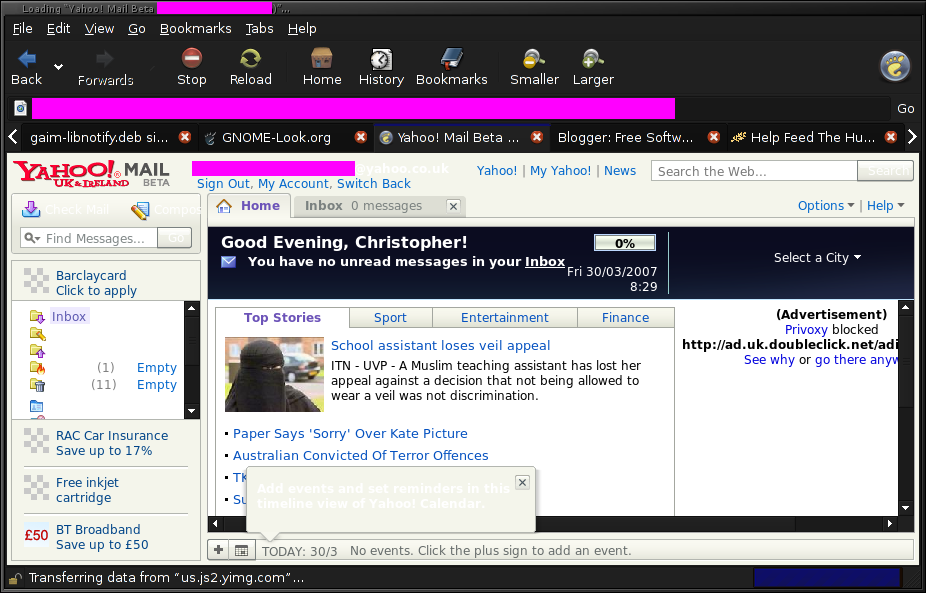 Loading "Yahoo! Mail Beta )"...
File Edit View Go Bookmarks Tabs Help
Back Forwards Stop Reload Home History Bookmarks Smaller Larger
Go
gaim-libnotify.deb si... GNOME-Look.org Yahoo! Mail Beta ... Blogger: Free Softw... Help Feed The Hu...
YAHOO! MAIL
UK & IRELAND BETA
@yahoo.co.uk
Sign Out, My Account, Switch Back
Yahoo! | My Yahoo! | News
Search the Web... Search
Check Mail Compos
Home Inbox 0 messages
Options Help
Find Messages... Go
Good Evening, Christopher!
0%
You have no unread messages in your Inbox
Fri 30/03/2007
8:29
Select a City
Barclaycard
Click to apply
Inbox
(1) Empty
(11) Empty
RAC Car Insurance
Save up to 17%
Free inkjet
cartridge
£50 BT Broadband
Save up to £50
Top Stories Sport Entertainment Finance
School assistant loses veil appeal
ITN - UVP - A Muslim teaching assistant has lost her
appeal against a decision that not being allowed to
wear a veil was not discrimination.
Paper Says 'Sorry' Over Kate Picture
Australian Convicted Of Terror Offences
TK
Su
(Advertisement)
Privoxy blocked
http://ad.uk.doubleclick.net/adi
See why or go there anyw
Add events and set reminders in this
timeline view of Yahoo! Calendar.
TODAY: 30/3 No events. Click the plus sign to add an event.
Transferring data from “us.js2.yimg.com”...